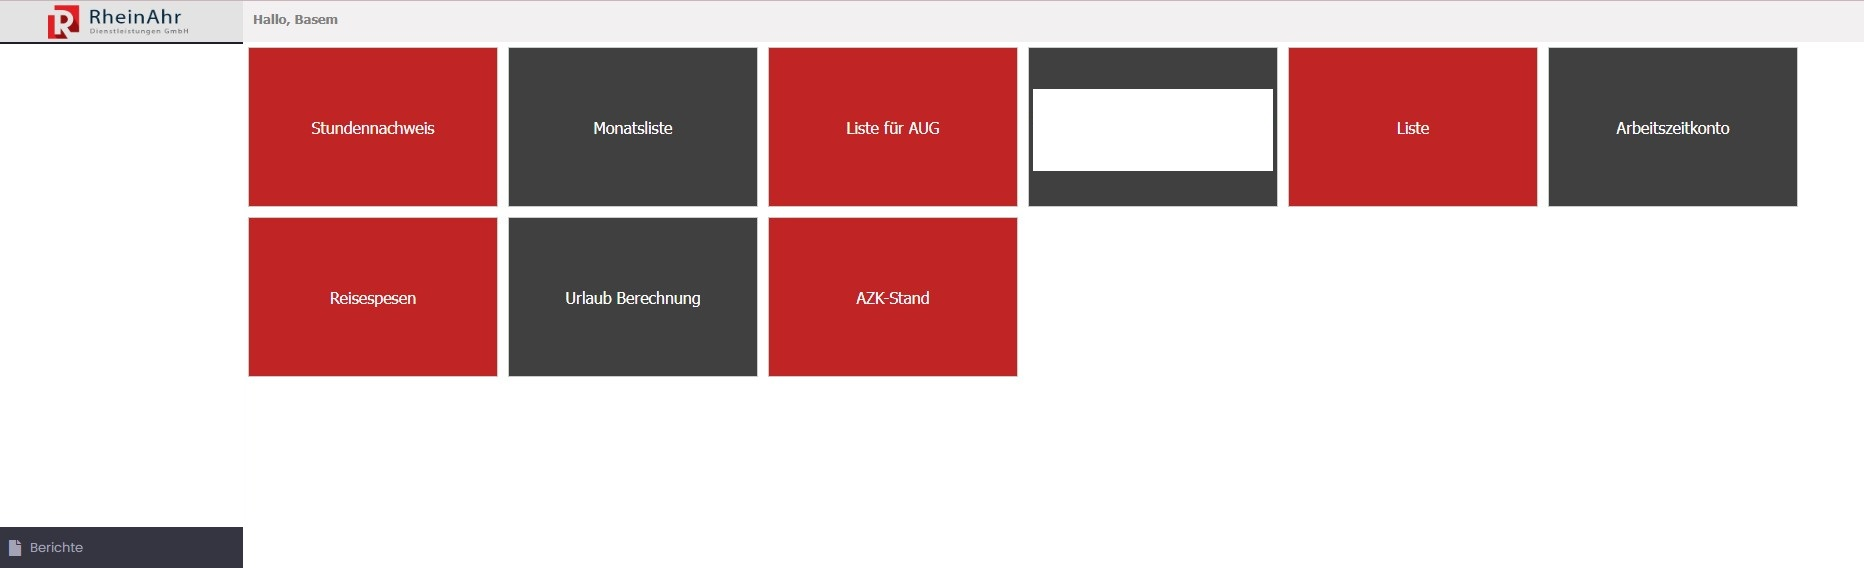 RheinAhr
Dienstleistungen GmbH
Hallo, Basem
Stundennachweis
Monatsliste
Liste für AUG
Liste
Arbeitszeitkonto
Reisespesen
Urlaub Berechnung
AZK-Stand
Berichte